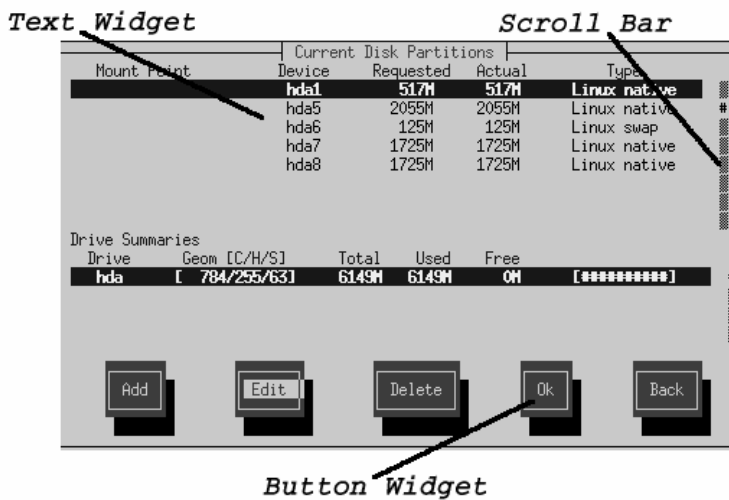 Text Widget Scroll Bar
Current Disk Partitions
Mount Point Device Requested Actual Type
hda1 517M 517M Linux native
hda5 2055M 2055M Linux native
hda6 125M 125M Linux swap
hda7 1725M 1725M Linux native
hda8 1725M 1725M Linux native
#
Drive Summaries
Drive Geom [C/H/S] Total Used Free
hda [ 784/255/63] 6149M 6149M 0M [##########]
Add Edit Delete Ok Back
Button Widget